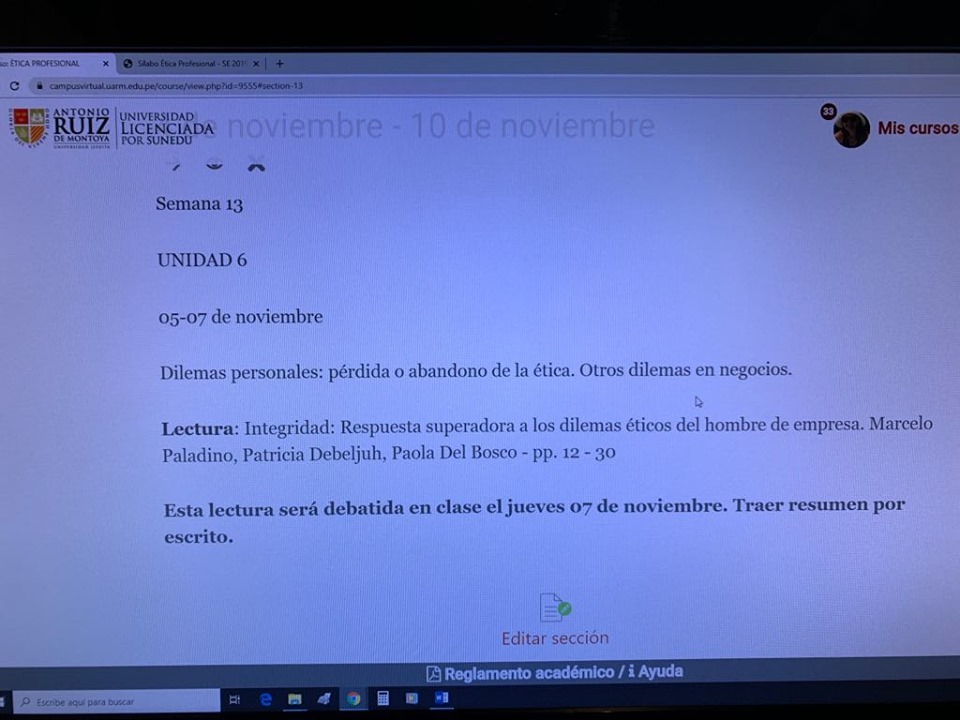 ÉTICA PROFESIONAL
Sílabo Ética Profesional - SE 201
campusvirtual.uarm.edu.pe/course/view.php?id=9555#section-13
ANTONIO
RUIZ
DE MONTOYA
UNIVERSIDAD JESUITA
UNIVERSIDAD
LICENCIADA
POR SUNEDU
de noviembre - 10 de noviembre
33
Mis cursos
Semana 13
UNIDAD 6
05-07 de noviembre
Dilemas personales: pérdida o abandono de la ética. Otros dilemas en negocios.
Lectura: Integridad: Respuesta superadora a los dilemas éticos del hombre de empresa. Marcelo
Paladino, Patricia Debeljuh, Paola Del Bosco - pp. 12 - 30
Esta lectura será debatida en clase el jueves 07 de noviembre. Traer resumen por
escrito.
Editar sección
Reglamento académico / i Ayuda
Escribe aquí para buscar